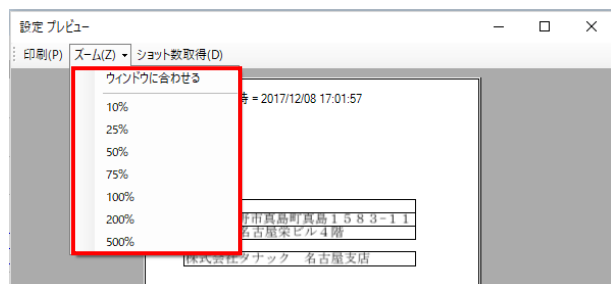 設定 プレビュー
印刷(P) ズーム(Z) ショット数取得(D)
ウィンドウに合わせる
= 2017/12/08 17:01:57
10%
25%
50%
75%
100%
200%
市真島町真島1583-11
名古屋栄ビル4階
500%
株式会社タナック 名古屋支店